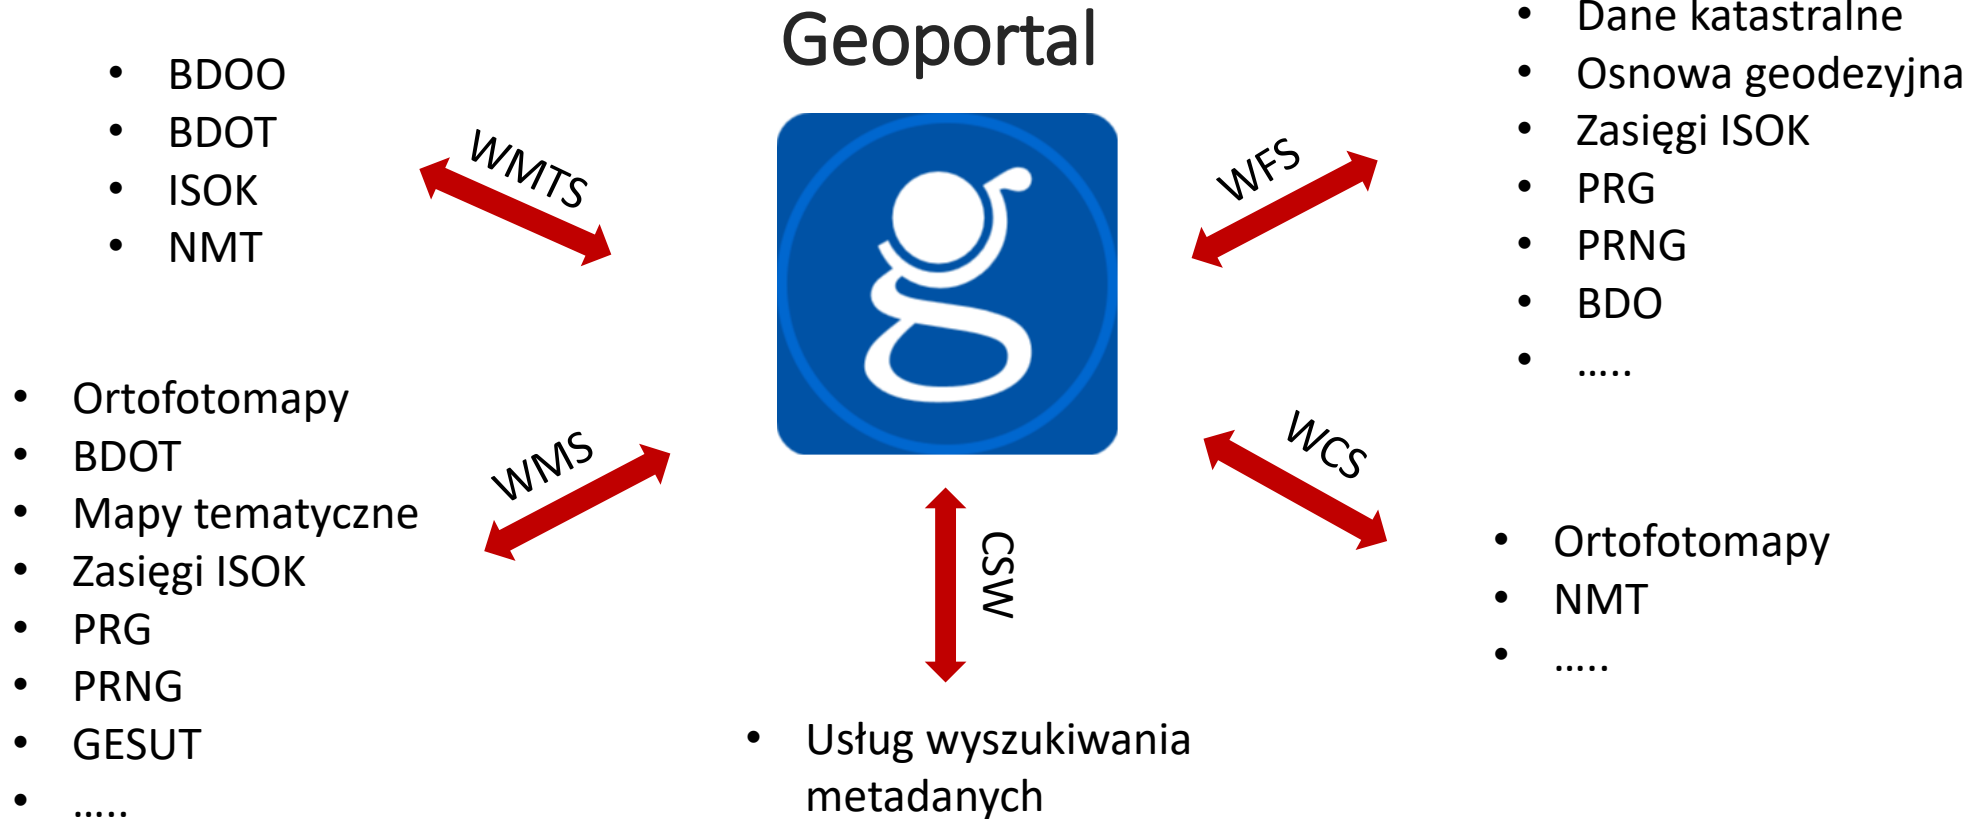 Geoportal
• BDOO
• BDOT
• ISOK
• NMT
WMTS
• Ortofotomapy
• BDOT
• Mapy tematyczne
• Zasięgi ISOK
• PRG
• PRNG
• GESUT
• .....
WMS
CSW
• Usług wyszukiwania
metadanych
WFS
• Dane katastralne
• Osnowa geodezyjna
• Zasięgi ISOK
• PRG
• PRNG
• BDO
• .....
WCS
• Ortofotomapy
• NMT
• .....